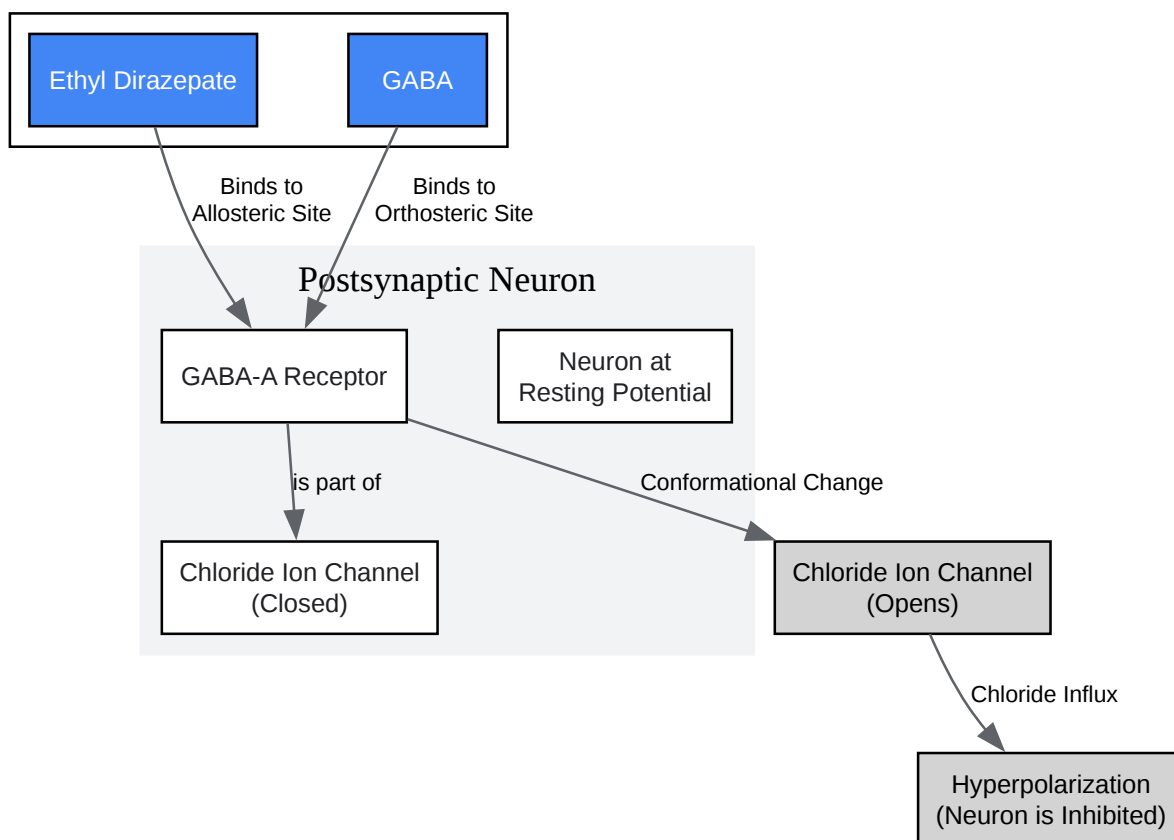 Ethyl Dirazepate
GABA
Binds to
Allosteric Site
Binds to
Orthosteric Site
Postsynaptic Neuron
GABA-A Receptor
Neuron at
Resting Potential
is part of
Conformational Change
Chloride Ion Channel
(Closed)
Chloride Ion Channel
(Opens)
Chloride Influx
Hyperpolarization
(Neuron is Inhibited)